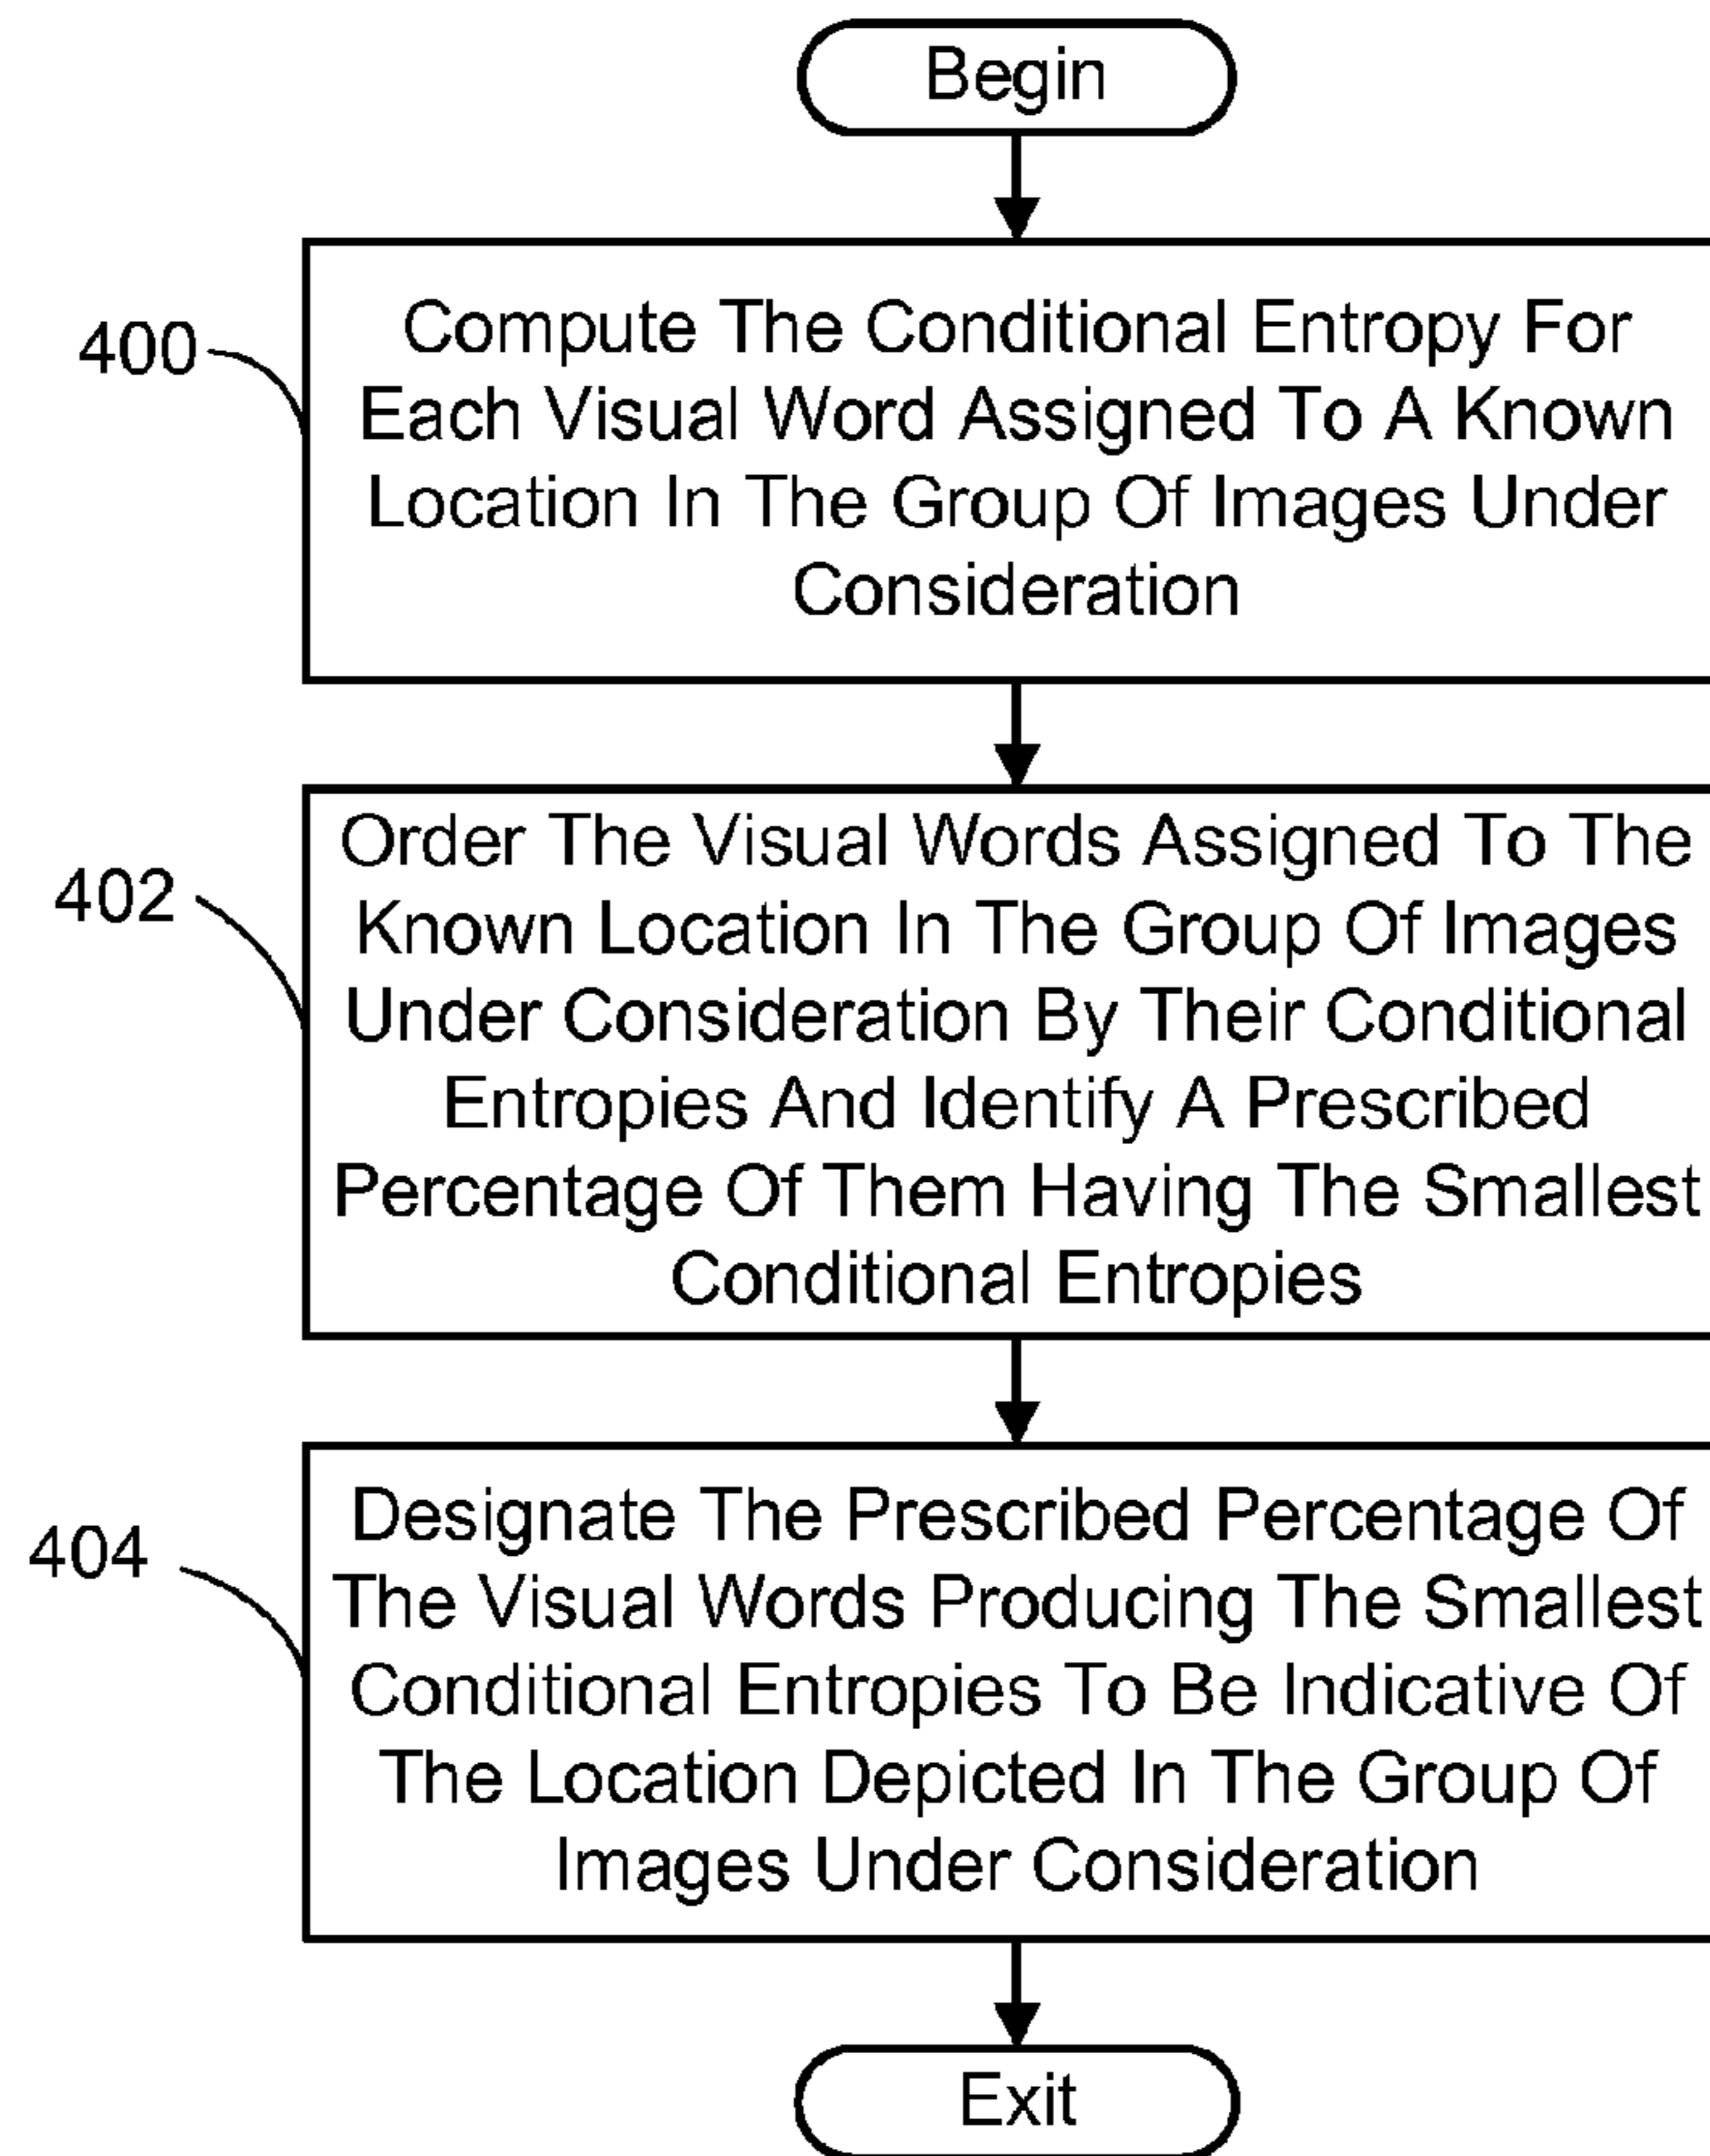 Begin
400
Compute The Conditional Entropy For
Each Visual Word Assigned To A Known
Location In The Group Of Images Under
Consideration
402
Order The Visual Words Assigned To The
Known Location In The Group Of Images
Under Consideration By Their Conditional
Entropies And Identify A Prescribed
Percentage Of Them Having The Smallest
Conditional Entropies
404
Designate The Prescribed Percentage Of
The Visual Words Producing The Smallest
Conditional Entropies To Be Indicative Of
The Location Depicted In The Group Of
Images Under Consideration
Exit